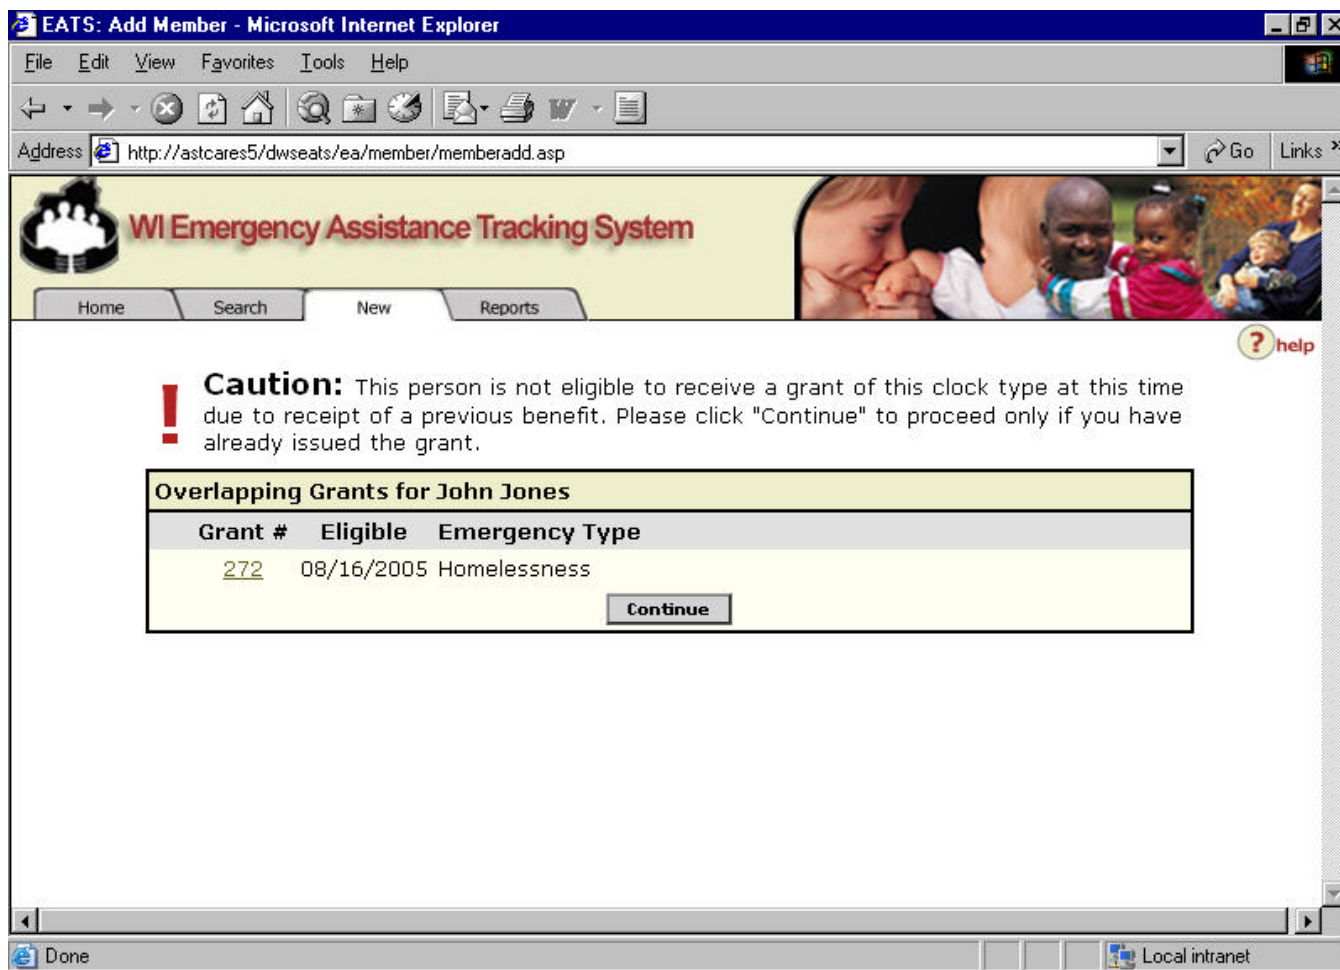 EATS: Add Member - Microsoft Internet Explorer
File Edit View Favorites Tools Help
Address http://astcares5/dwseats/ea/member/memberadd.asp Go Links »
WI Emergency Assistance Tracking System
Home Search New Reports
? help
! Caution: This person is not eligible to receive a grant of this clock type at this time
due to receipt of a previous benefit. Please click "Continue" to proceed only if you have
already issued the grant.
Overlapping Grants for John Jones
Grant # Eligible Emergency Type
272 08/16/2005 Homelessness
Continue
Done Local intranet